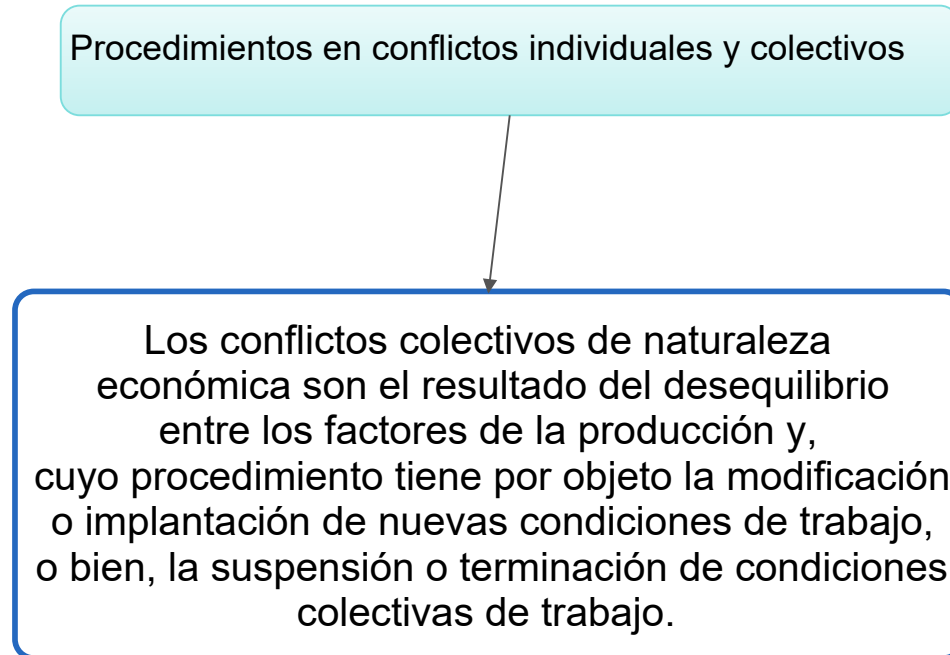 Procedimientos en conflictos individuales y colectivos
Los conflictos colectivos de naturaleza
económica son el resultado del desequilibrio
entre los factores de la producción y,
cuyo procedimiento tiene por objeto la modificación
o implantación de nuevas condiciones de trabajo,
o bien, la suspensión o terminación de condiciones
colectivas de trabajo.